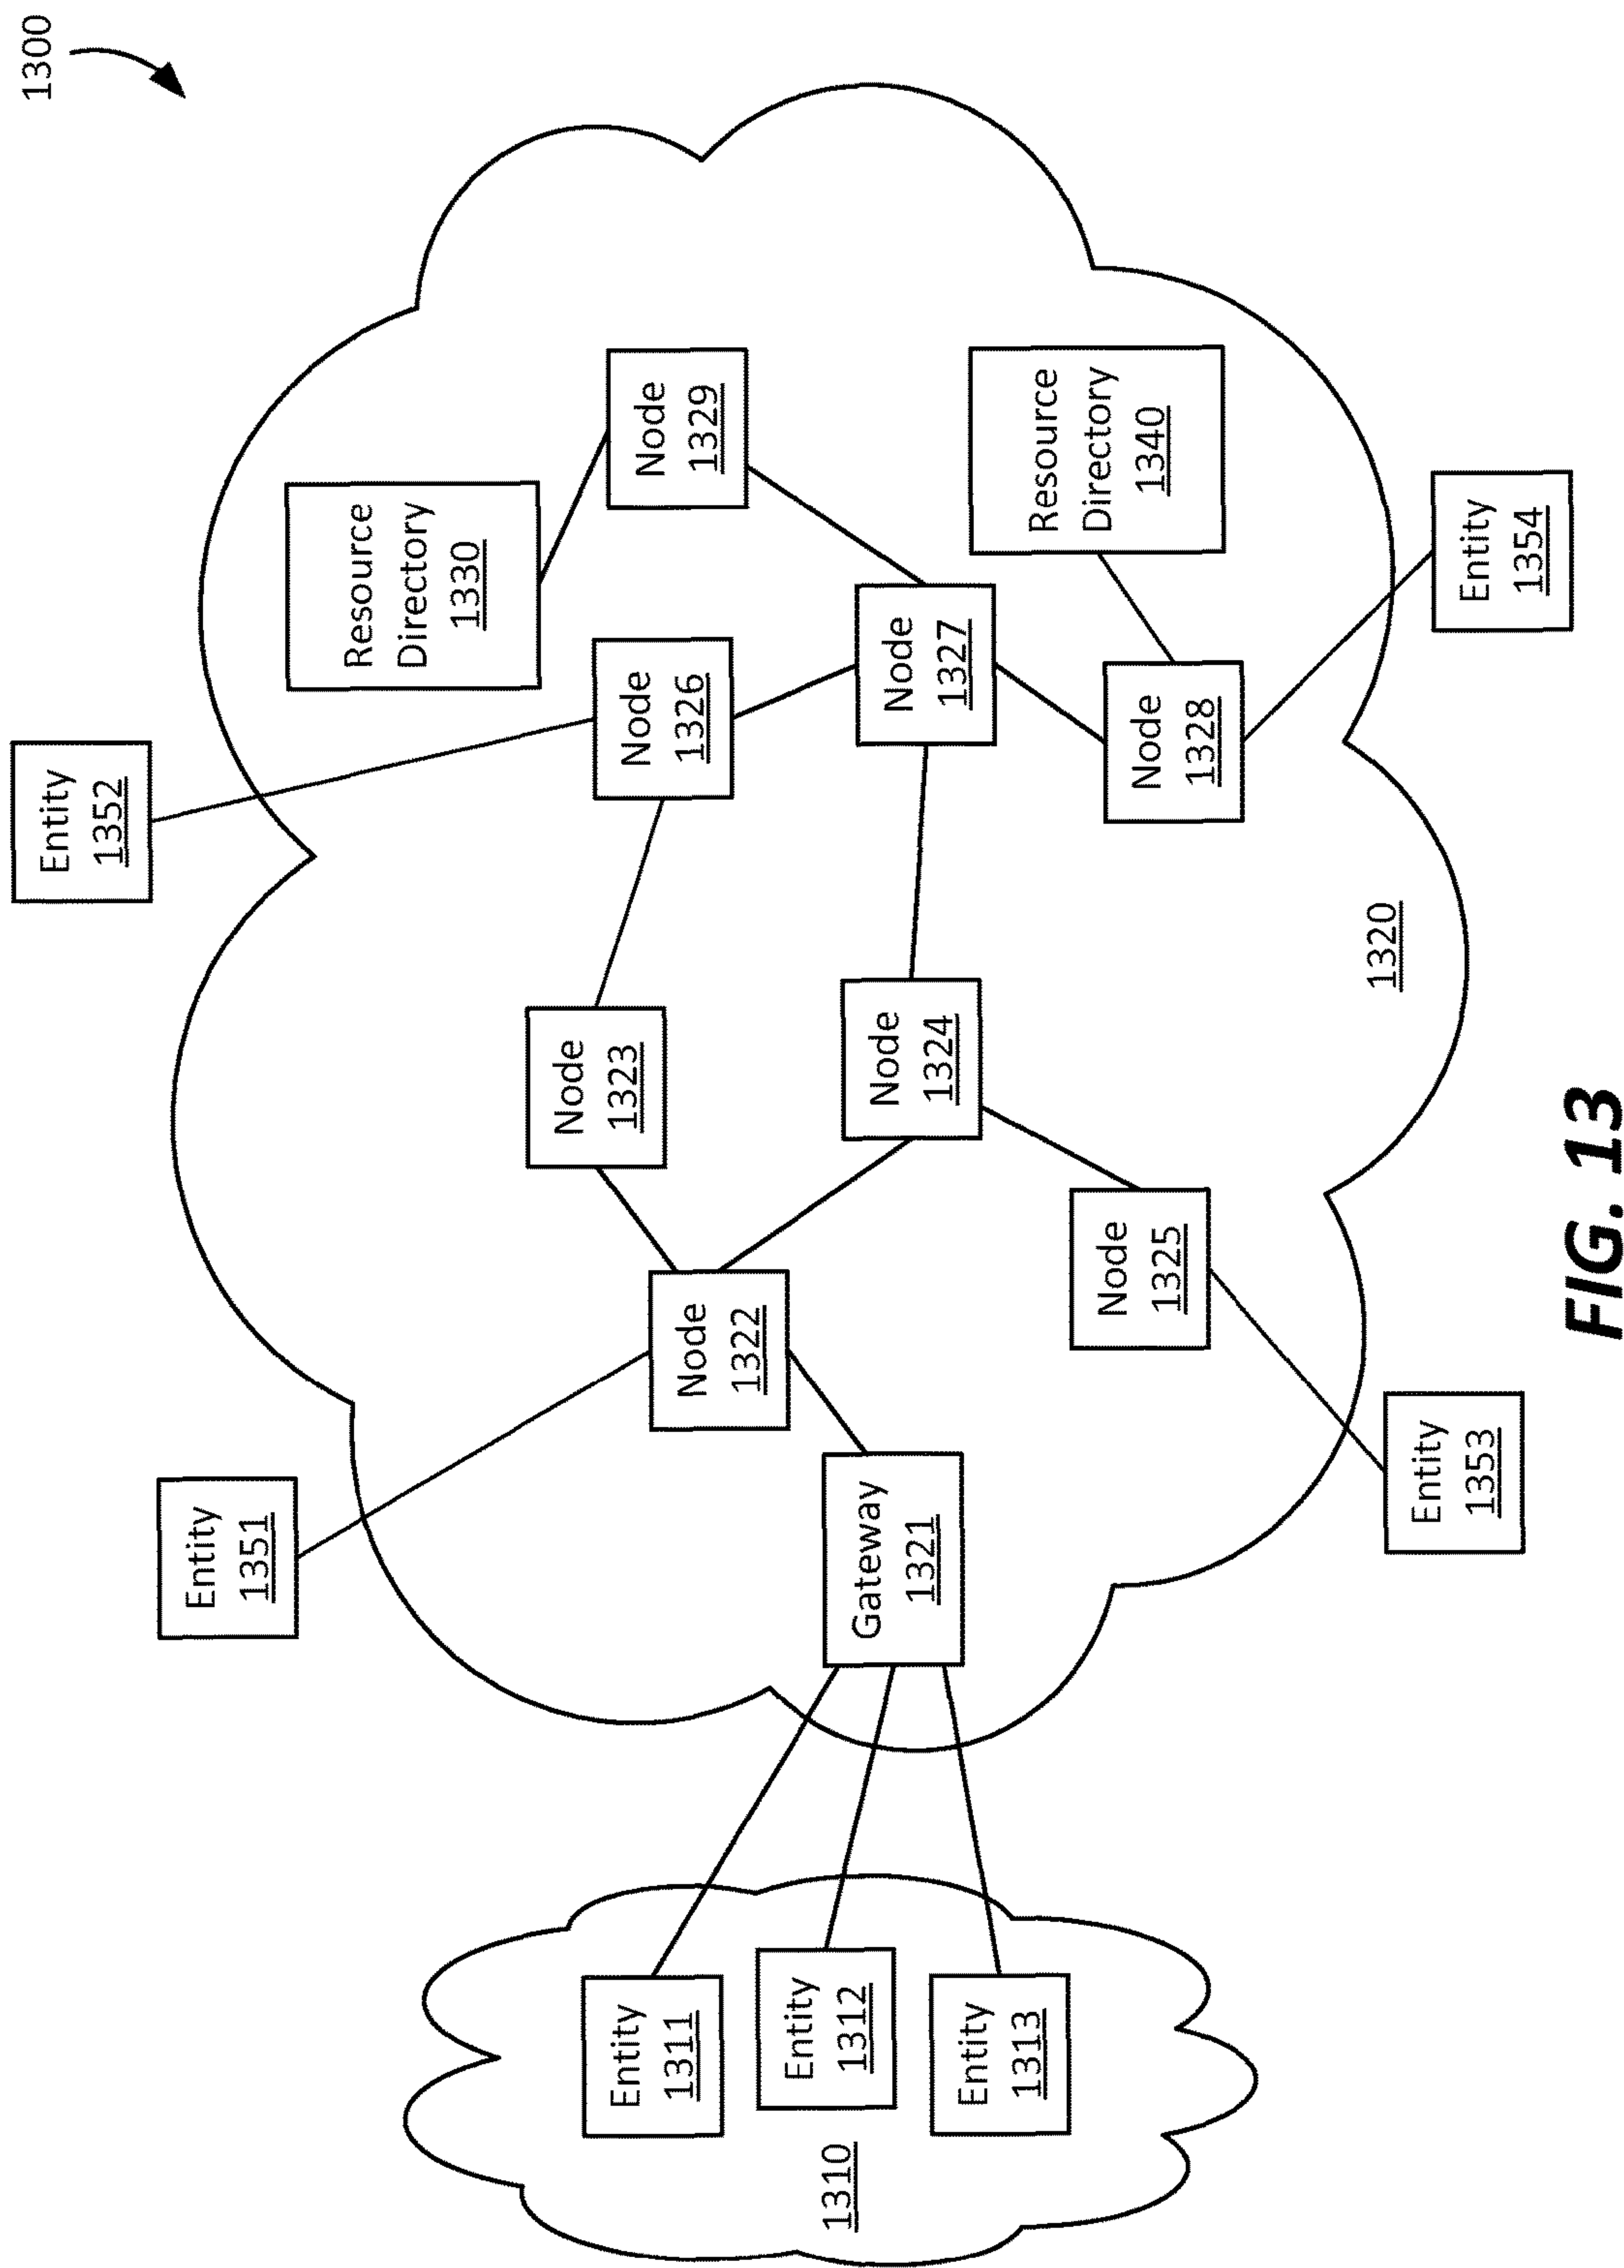 1300
Entity
1352
Entity
1351
Resource
Directory
1330
Node
1329
Node
1326
Node
1323
Node
1322
Node
1327
Node
1324
Gateway
1321
Resource
Directory
1340
Node
1328
Node
1325
Entity
1311
Entity
1312
Entity
1313
1310
1320
Entity
1354
Entity
1353
FIG. 13